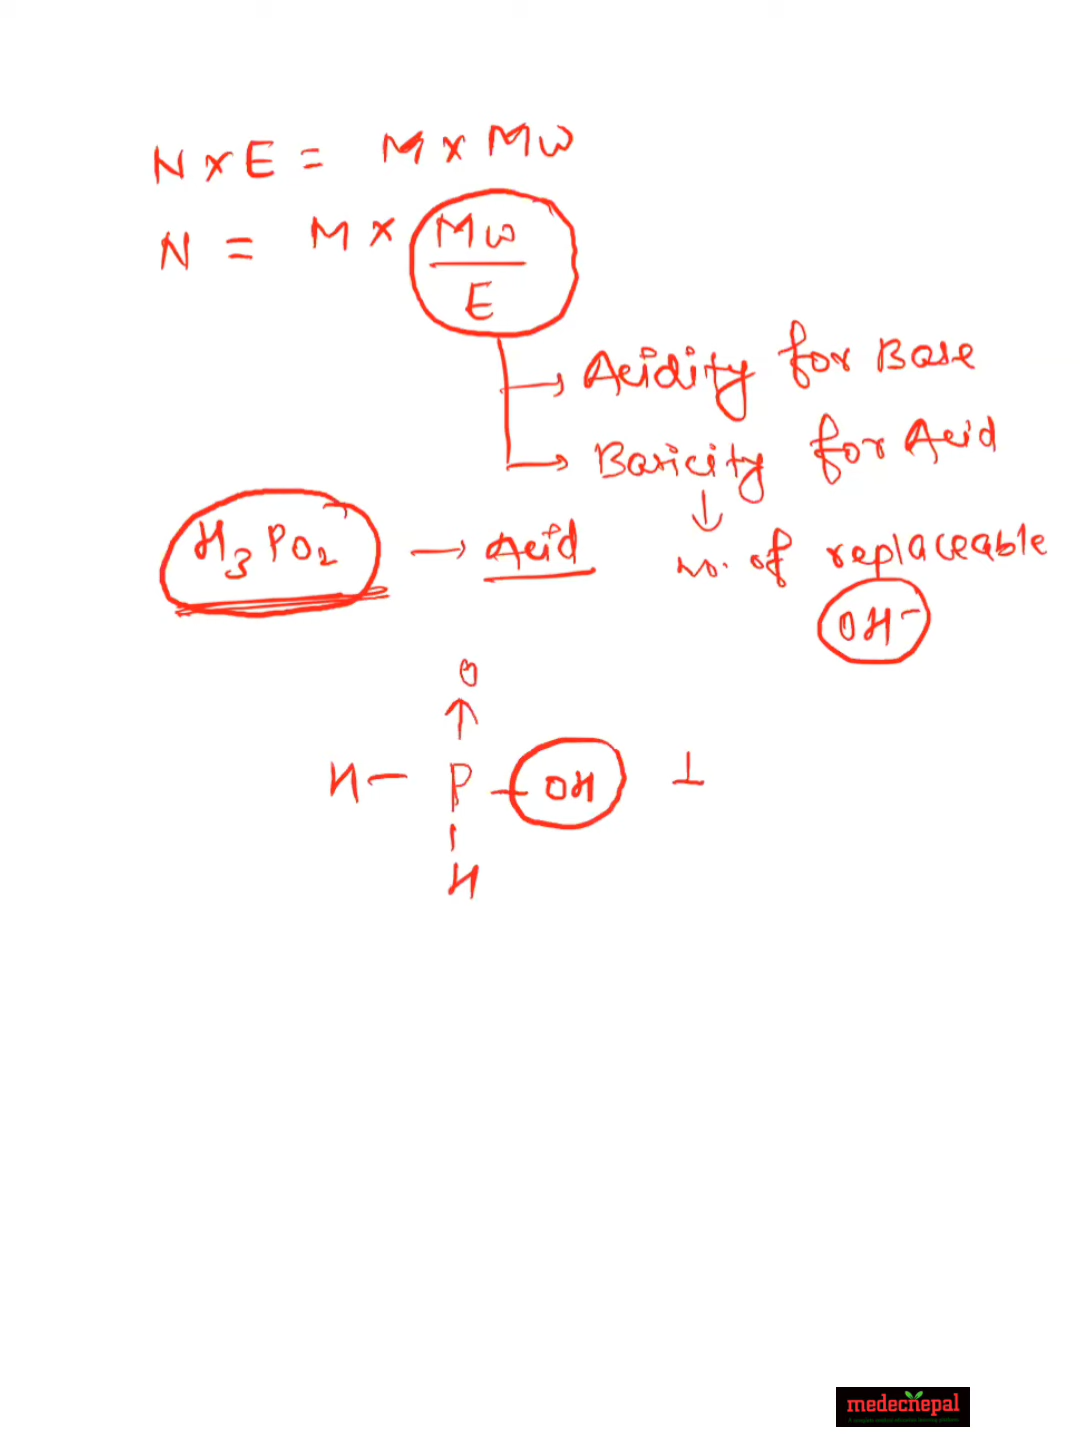 N × E = M × Mw
N = M × Mw
E
→ Acidity for Base
→ Basicity for Acid
↓
H₃PO₂ → Acid
no. of replaceable
OH⁻
O
↑
H – P – OH 1
|
H
medecnepal